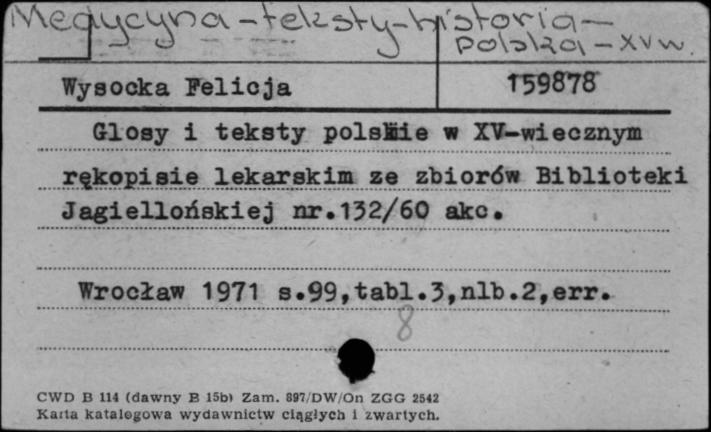 Medycyna-teksty-historia-
polska-XVw.
Wysocka Felicja 159878
Glosy i teksty polskie w XV-wiecznym
rękopisie lekarskim ze zbiorów Biblioteki
Jagiellońskiej nr.132/60 akc.
Wrocław 1971 s.99,tabl.3,nlb.2,err.
8
CWD B 114 (dawny B 15b) Zam. 897/DW/On ZGG 2542
Karta katalogowa wydawnictw ciągłych i zwartych.